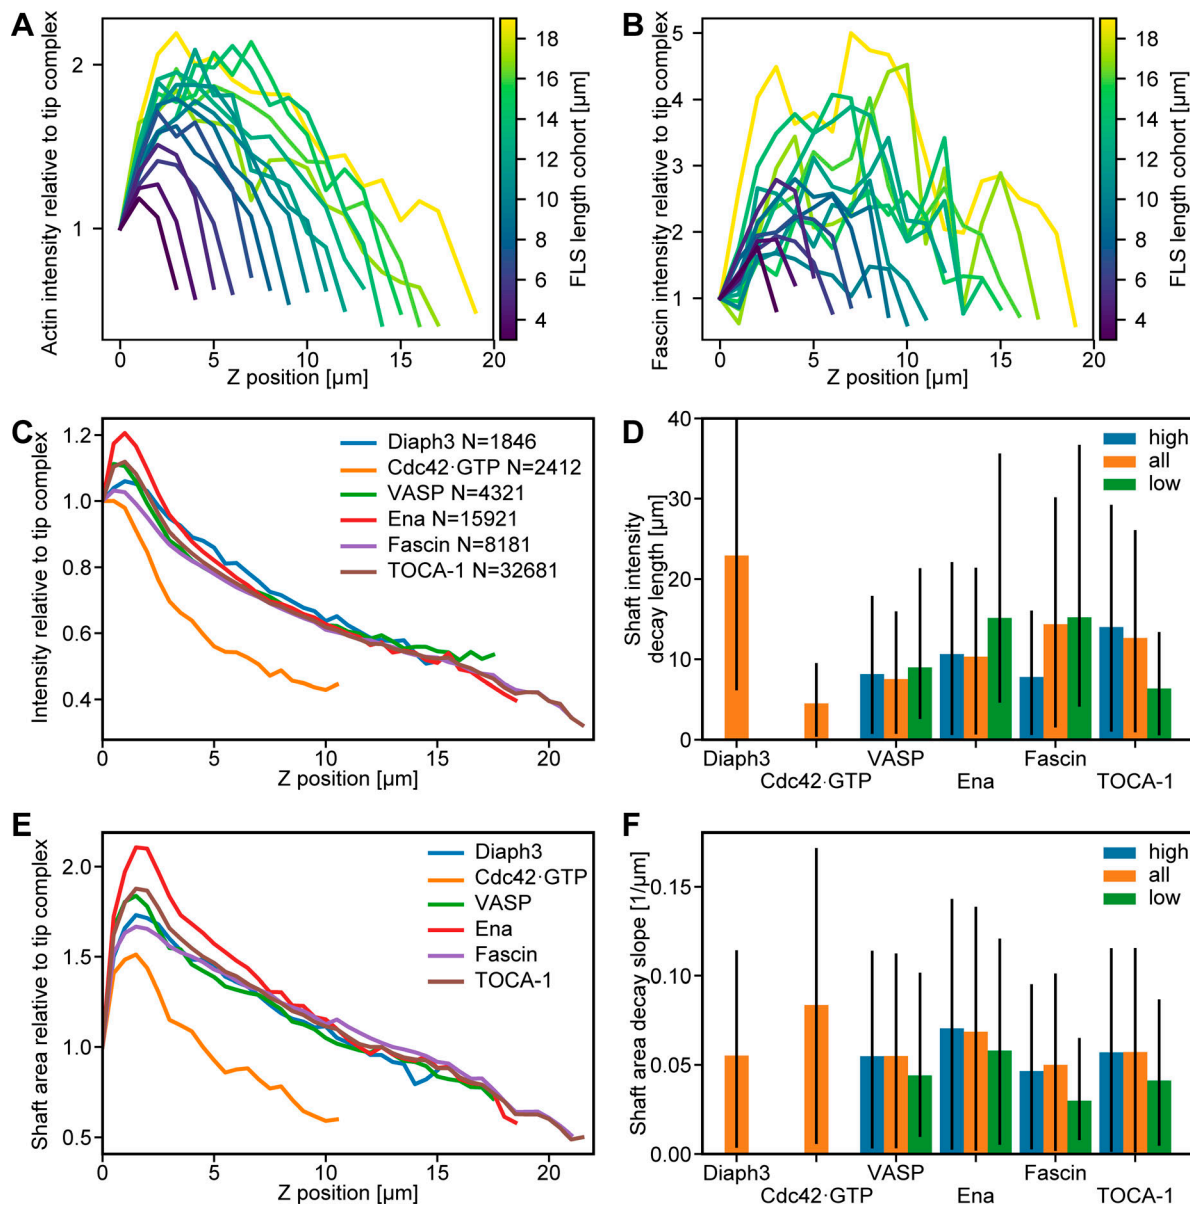 A
Actin intensity relative to tip complex
2
1
0
5
10
15
20
Z position [µm]
18
16
14
12
10
8
6
4
FLS length cohort [µm]
B
Fascin intensity relative to tip complex
5
4
3
2
1
0
5
10
15
20
Z position [µm]
18
16
14
12
10
8
6
4
FLS length cohort [µm]
C
Intensity relative to tip complex
1.2
1.0
0.8
0.6
0.4
Diaph3 N=1846
Cdc42·GTP N=2412
VASP N=4321
Ena N=15921
Fascin N=8181
TOCA-1 N=32681
0
5
10
15
20
Z position [µm]
D
Shaft intensity
decay length [µm]
40
30
20
10
0
high
all
low
Diaph3
Cdc42·GTP
VASP
Ena
Fascin
TOCA-1
E
Shaft area relative to tip complex
2.0
1.5
1.0
0.5
Diaph3
Cdc42·GTP
VASP
Ena
Fascin
TOCA-1
0
5
10
15
20
Z position [µm]
F
Shaft area decay slope [1/µm]
0.15
0.10
0.05
0.00
high
all
low
Diaph3
Cdc42·GTP
VASP
Ena
Fascin
TOCA-1